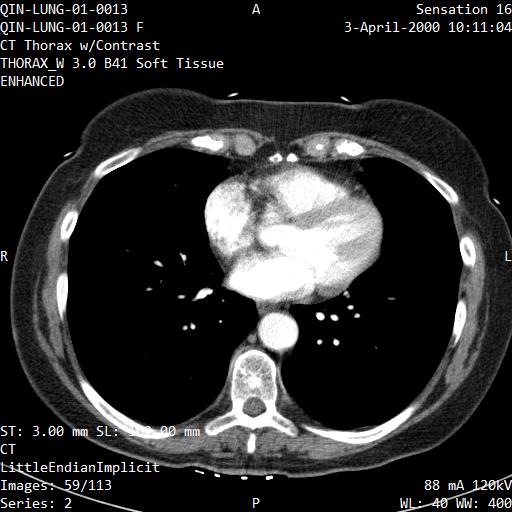 QIN-LUNG-01-0013
QIN-LUNG-01-0013 F
CT Thorax w/Contrast
THORAX_W 3.0 B41 Soft Tissue
ENHANCED
A
Sensation 16
3-April-2000 10:11:04
R
L
ST: 3.00 mm SL: mm
CT
LittleEndianImplicit
Images: 59/113
Series: 2
P
88 mA 120kV
WL: 40 WW: 400